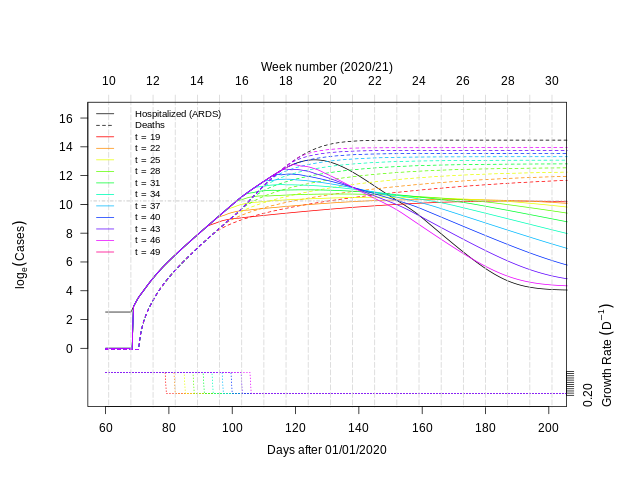 Week number (2020/21)
10 12 14 16 18 20 22 24 26 28 30
Hospitalized (ARDS)
Deaths
t = 19
t = 22
t = 25
t = 28
t = 31
t = 34
t = 37
t = 40
t = 43
t = 46
t = 49
16
14
12
10
8
6
4
2
0
logₑ(Cases)
0.20
Growth Rate (D⁻¹)
60 80 100 120 140 160 180 200
Days after 01/01/2020